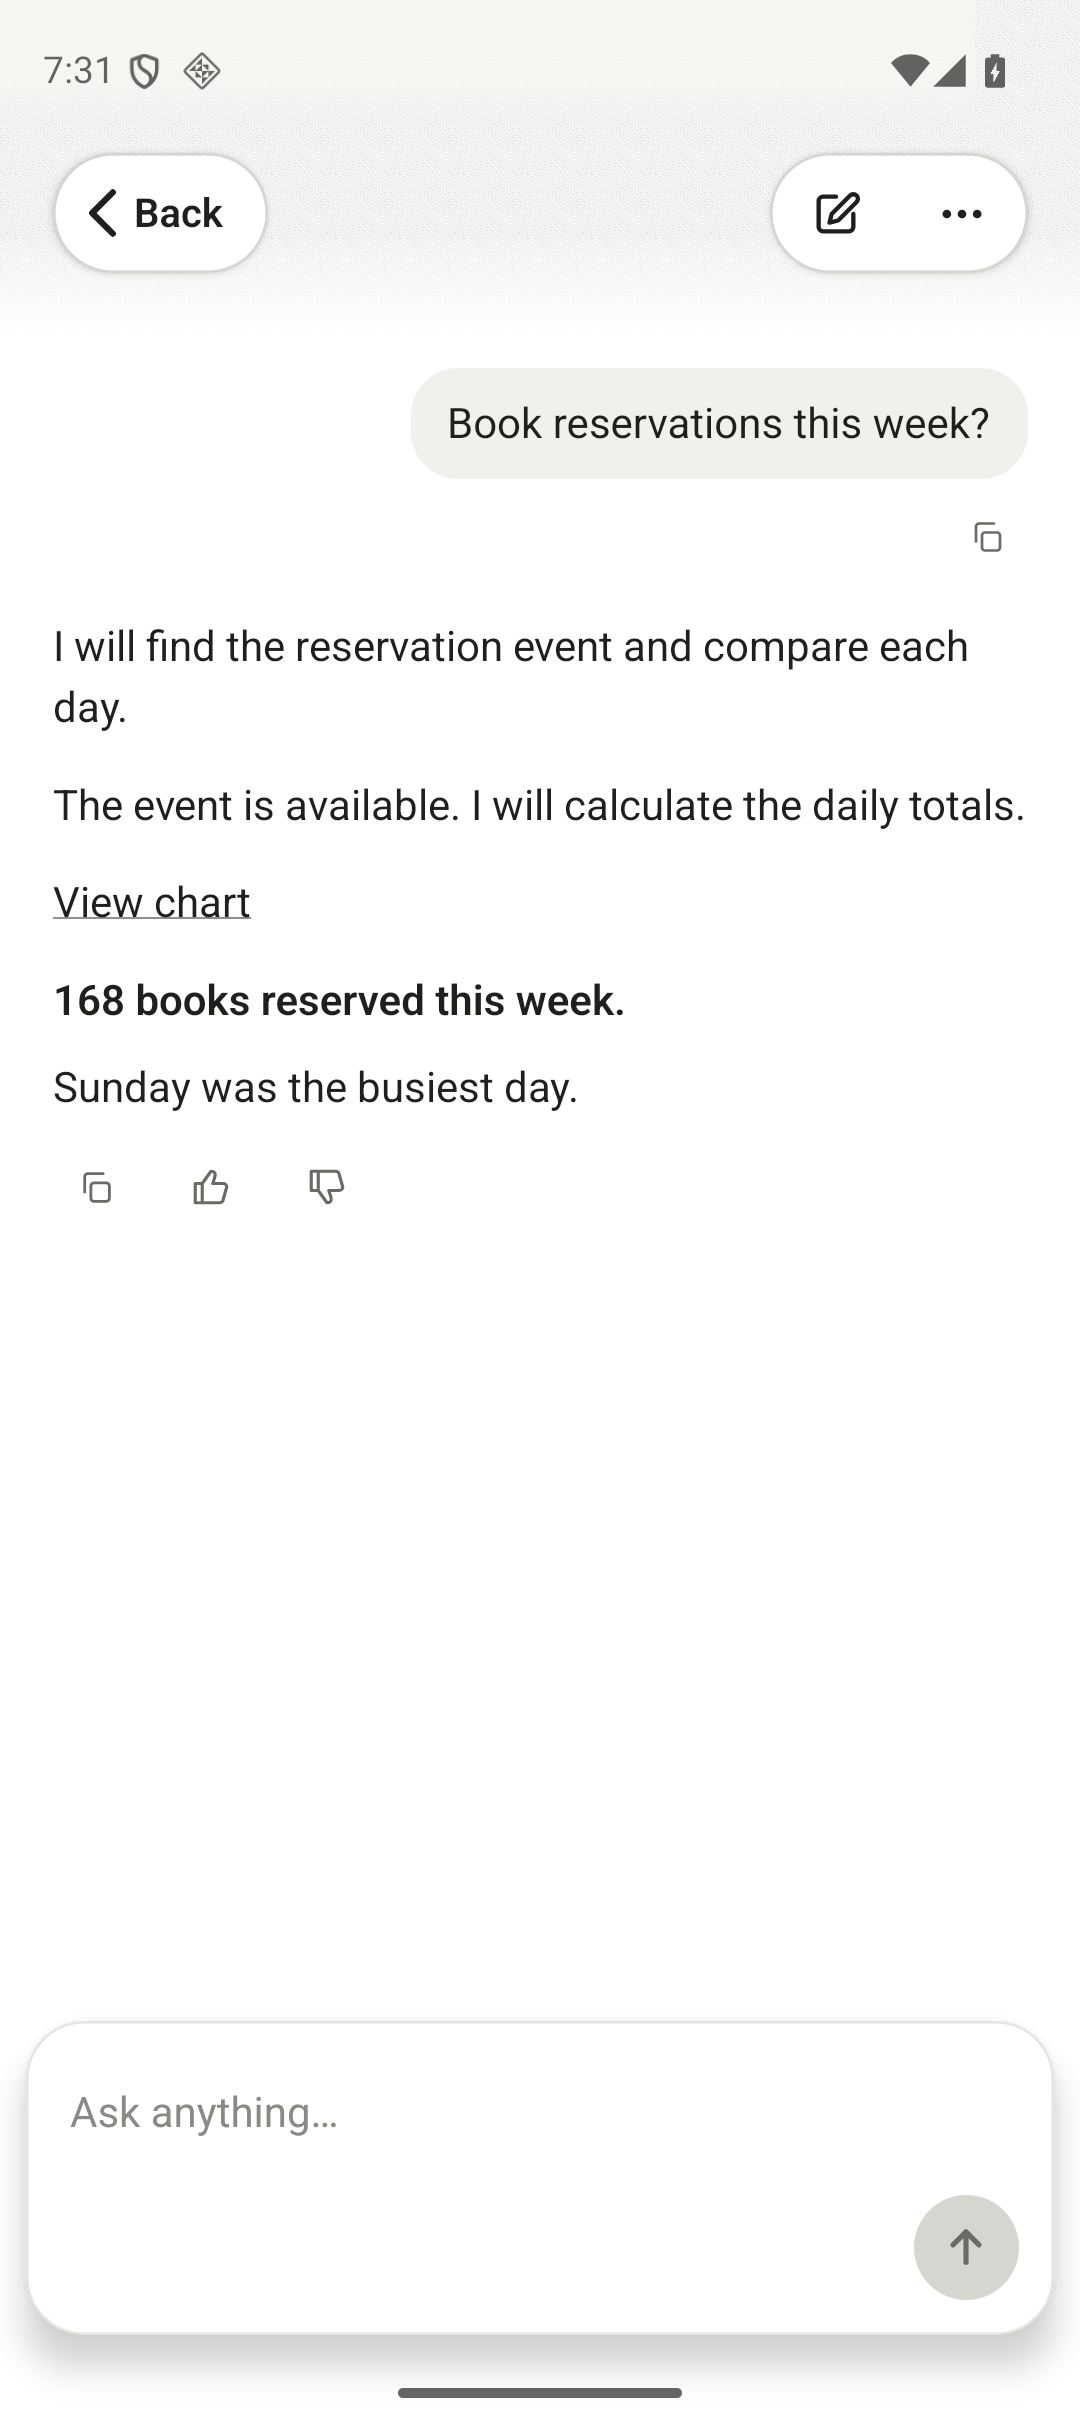 7:31
Back
Book reservations this week?
I will find the reservation event and compare each
day.
The event is available. I will calculate the daily totals.
View chart
168 books reserved this week.
Sunday was the busiest day.
Ask anything…